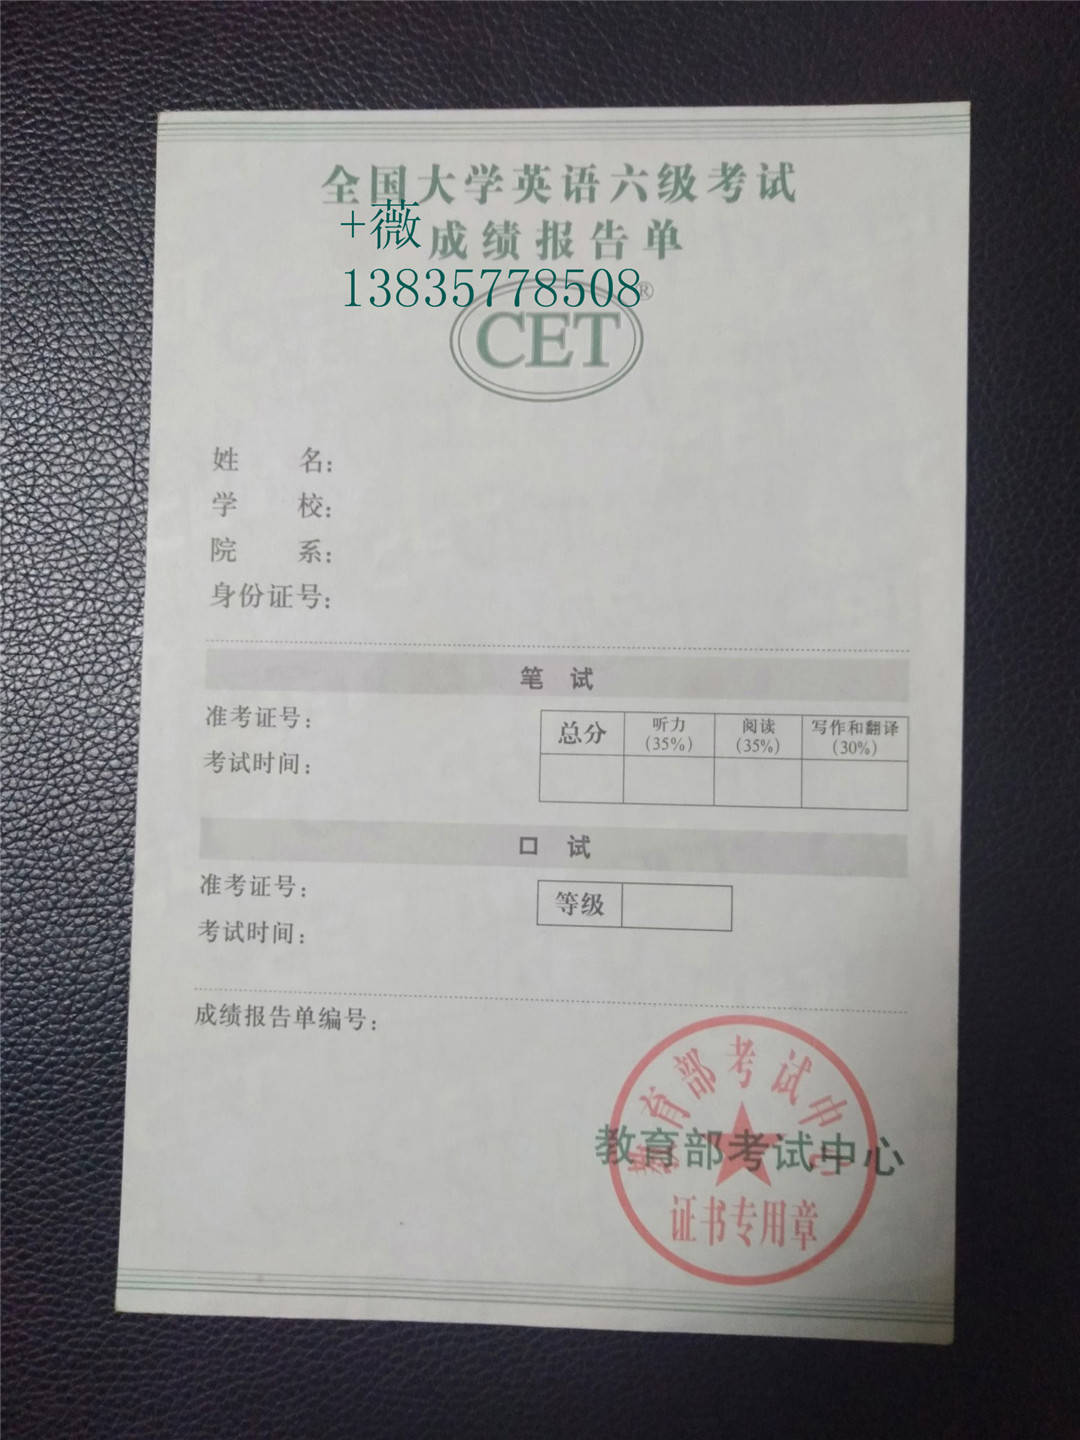 全国大学英语六级考试
+薇
成绩报告单
13835778508
®
CET
姓 名：
学 校：
院 系：
身份证号：
笔 试
准考证号：
考试时间：
总分 听力 阅读 写作和翻译
(35%) (35%) (30%)
口 试
准考证号：
等级
考试时间：
成绩报告单编号：
教育部考试中心
教育部考试中心
证书专用章